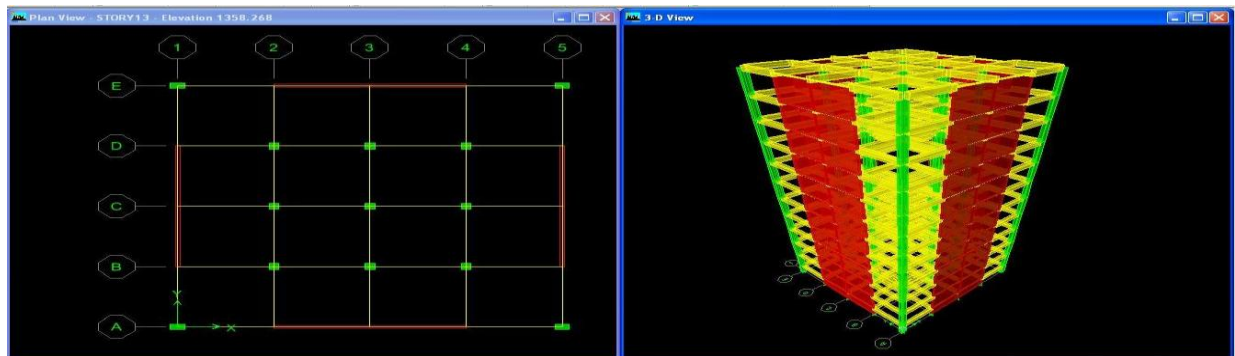 Plan View - STORY13 - Elevation 1358.268
1 2 3 4 5
E
D
C
B
A
Y
X
3-D View